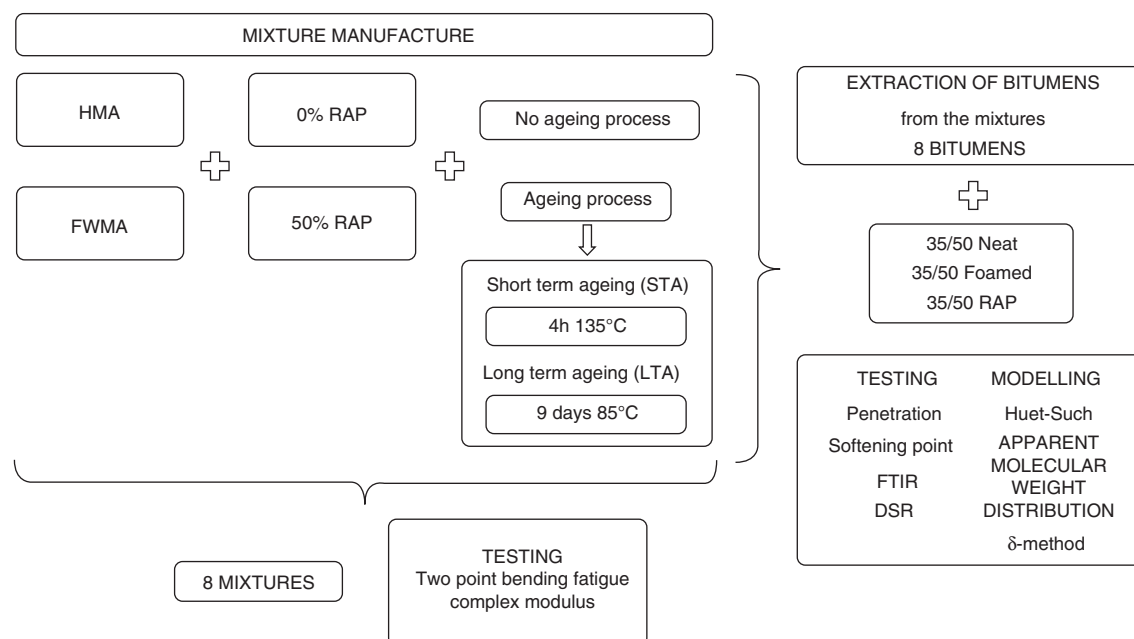 MIXTURE MANUFACTURE
HMA
0% RAP
No ageing process
FWMA
50% RAP
Ageing process
Short term ageing (STA)
4h 135°C
Long term ageing (LTA)
9 days 85°C
8 MIXTURES
TESTING
Two point bending fatigue
complex modulus
EXTRACTION OF BITUMENS
from the mixtures
8 BITUMENS
35/50 Neat
35/50 Foamed
35/50 RAP
TESTING
Penetration
Softening point
FTIR
DSR
MODELLING
Huet-Such
APPARENT
MOLECULAR
WEIGHT
DISTRIBUTION
δ-method